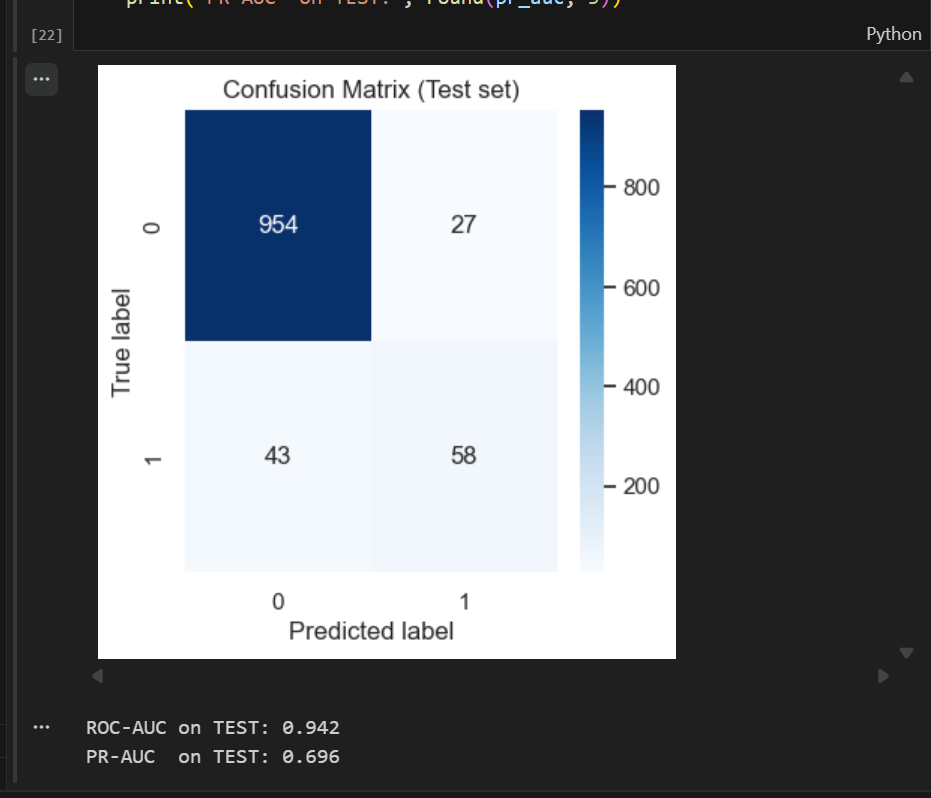 print("PR-AUC  on TEST:", round(pr_auc, 3))
[22]
Python
Confusion Matrix (Test set)
0
954
27
1
43
58
True label
0
1
Predicted label
800
600
400
200
ROC-AUC on TEST: 0.942
PR-AUC  on TEST: 0.696